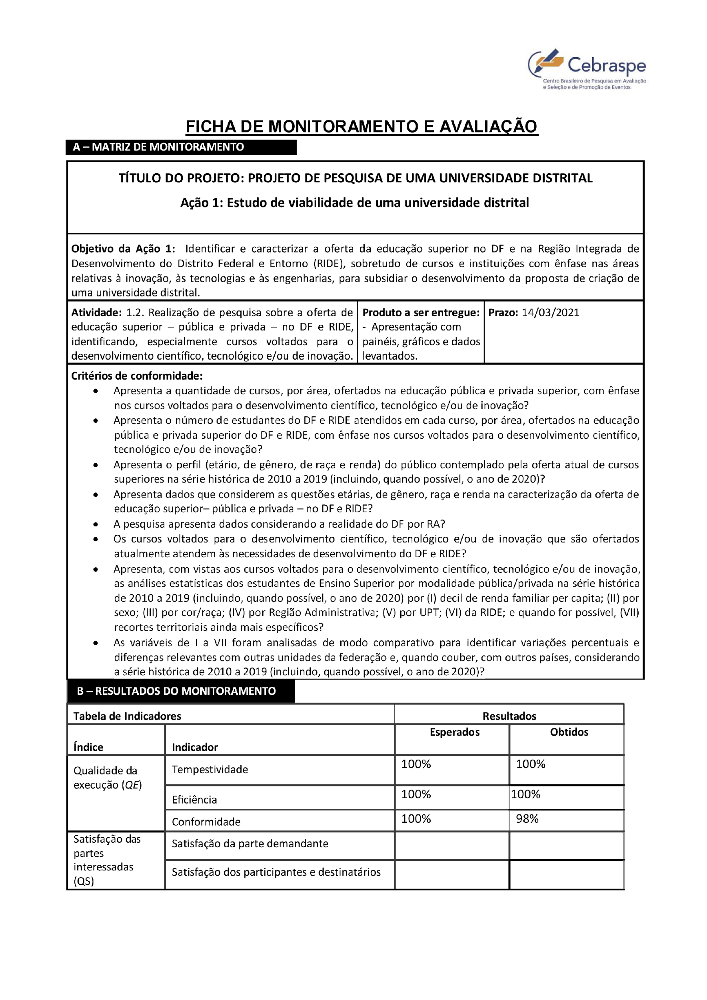 Cebraspe
Centro Brasileiro de Pesquisa em Avaliação
e Seleção e de Promoção de Eventos
FICHA DE MONITORAMENTO E AVALIAÇÃO
A – MATRIZ DE MONITORAMENTO
TÍTULO DO PROJETO: PROJETO DE PESQUISA DE UMA UNIVERSIDADE DISTRITAL
Ação 1: Estudo de viabilidade de uma universidade distrital
Objetivo da Ação 1: Identificar e caracterizar a oferta da educação superior no DF e na Região Integrada de
Desenvolvimento do Distrito Federal e Entorno (RIDE), sobretudo de cursos e instituições com ênfase nas áreas
relativas à inovação, às tecnologias e às engenharias, para subsidiar o desenvolvimento da proposta de criação de
uma universidade distrital.
Atividade: 1.2. Realização de pesquisa sobre a oferta de
educação superior – pública e privada – no DF e RIDE,
identificando, especialmente cursos voltados para o
desenvolvimento científico, tecnológico e/ou de inovação.
Produto a ser entregue:
- Apresentação com
painéis, gráficos e dados
levantados.
Prazo: 14/03/2021
Critérios de conformidade:
• Apresenta a quantidade de cursos, por área, ofertados na educação pública e privada superior, com ênfase
nos cursos voltados para o desenvolvimento científico, tecnológico e/ou de inovação?
• Apresenta o número de estudantes do DF e RIDE atendidos em cada curso, por área, ofertados na educação
pública e privada superior do DF e RIDE, com ênfase nos cursos voltados para o desenvolvimento científico,
tecnológico e/ou de inovação?
• Apresenta o perfil (etário, de gênero, de raça e renda) do público contemplado pela oferta atual de cursos
superiores na série histórica de 2010 a 2019 (incluindo, quando possível, o ano de 2020)?
• Apresenta dados que considerem as questões etárias, de gênero, raça e renda na caracterização da oferta de
educação superior– pública e privada – no DF e RIDE?
• A pesquisa apresenta dados considerando a realidade do DF por RA?
• Os cursos voltados para o desenvolvimento científico, tecnológico e/ou de inovação que são ofertados
atualmente atendem às necessidades de desenvolvimento do DF e RIDE?
• Apresenta, com vistas aos cursos voltados para o desenvolvimento científico, tecnológico e/ou de inovação,
as análises estatísticas dos estudantes de Ensino Superior por modalidade pública/privada na série histórica
de 2010 a 2019 (incluindo, quando possível, o ano de 2020) por (I) decil de renda familiar per capita; (II) por
sexo; (III) por cor/raça; (IV) por Região Administrativa; (V) por UPT; (VI) da RIDE; e quando for possível, (VII)
recortes territoriais ainda mais específicos?
• As variáveis de I a VII foram analisadas de modo comparativo para identificar variações percentuais e
diferenças relevantes com outras unidades da federação e, quando couber, com outros países, considerando
a série histórica de 2010 a 2019 (incluindo, quando possível, o ano de 2020)?
B – RESULTADOS DO MONITORAMENTO
Tabela de Indicadores
Resultados
Índice
Indicador
Esperados
Obtidos
Qualidade da
execução (QE)
Tempestividade
100%
100%
Eficiência
100%
100%
Conformidade
100%
98%
Satisfação das
partes
interessadas
(QS)
Satisfação da parte demandante
Satisfação dos participantes e destinatários